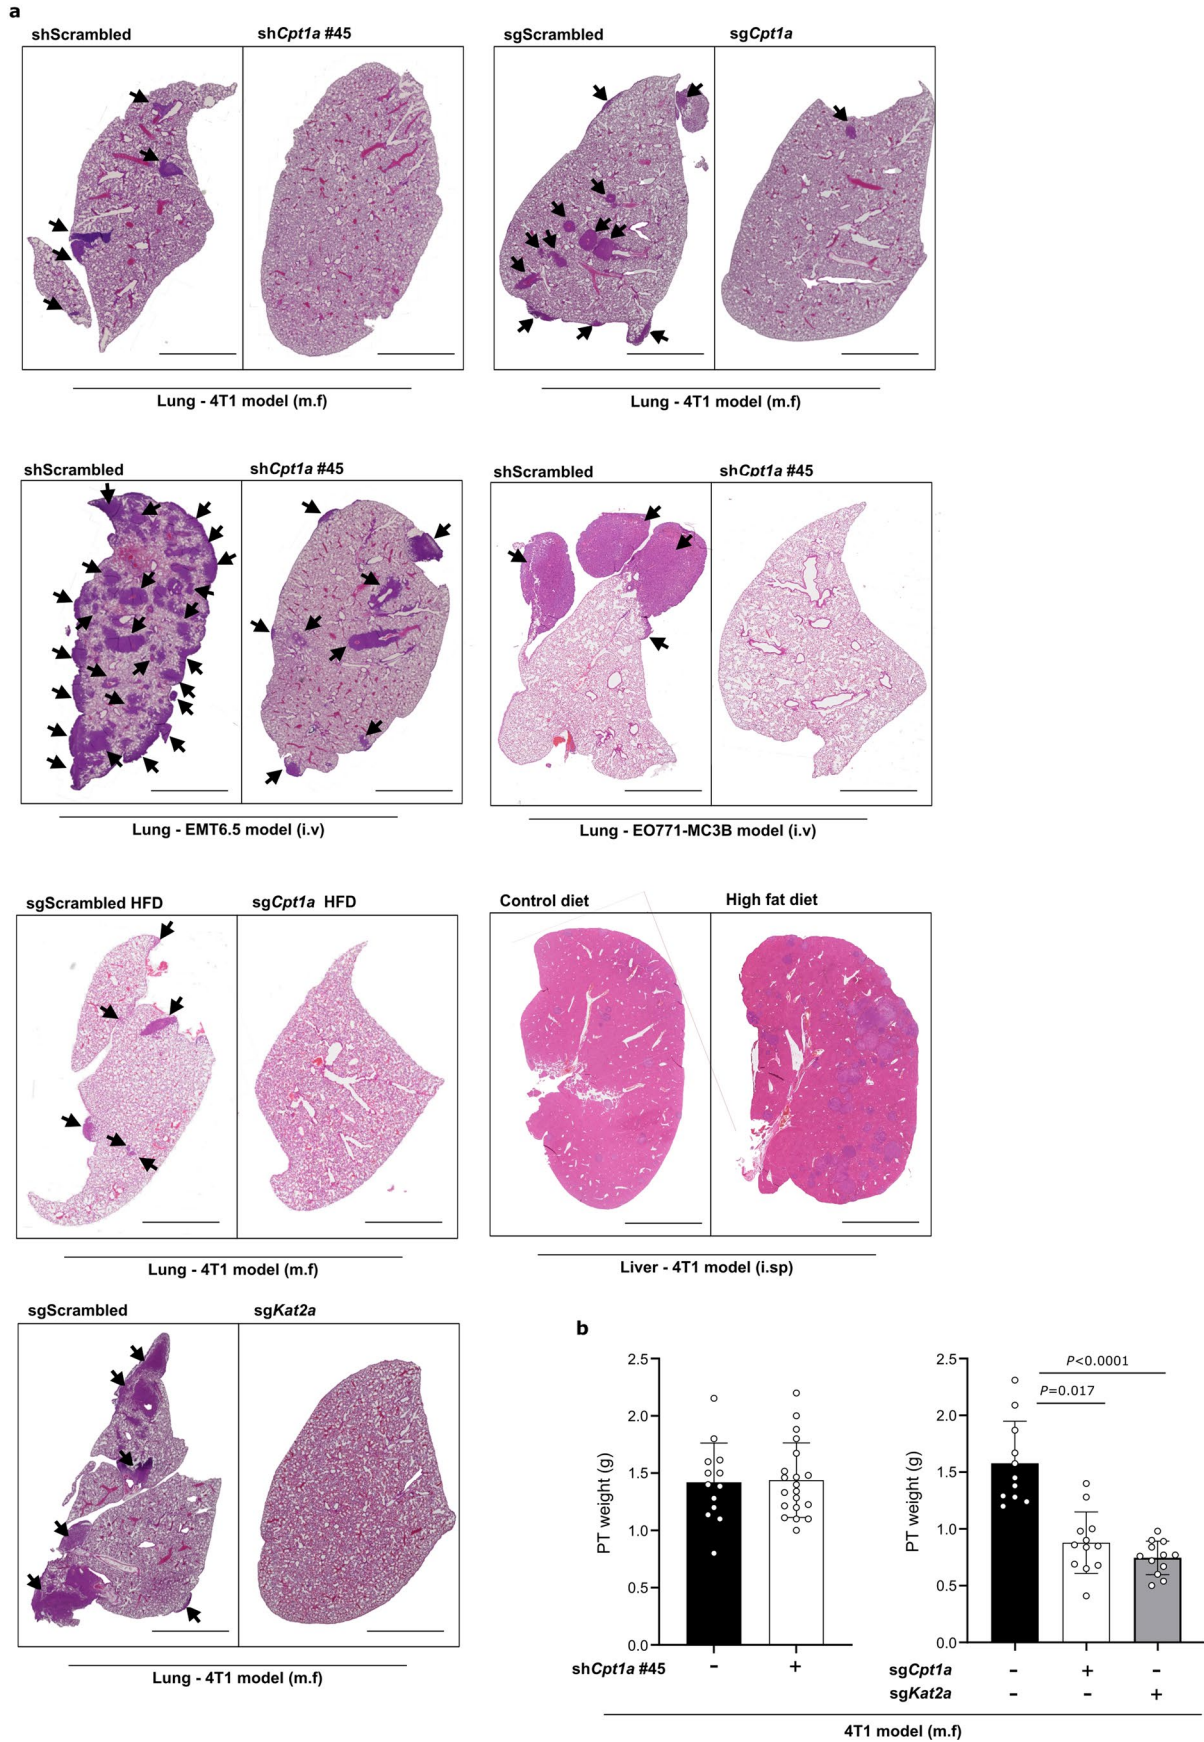 a
shScrambled shCpt1a #45 sgScrambled sgCpt1a
Lung - 4T1 model (m.f) Lung - 4T1 model (m.f)
shScrambled shCpt1a #45 shScrambled shCpt1a #45
Lung - EMT6.5 model (i.v) Lung - EO771-MC3B model (i.v)
sgScrambled HFD sgCpt1a HFD Control diet High fat diet
Lung - 4T1 model (m.f) Liver - 4T1 model (i.sp)
sgScrambled sgKat2a
Lung - 4T1 model (m.f)
b
PT weight (g)
2.5
2.0
1.5
1.0
0.5
0.0
shCpt1a #45 - +
PT weight (g)
2.5
2.0
1.5
1.0
0.5
0.0
P<0.0001
P=0.017
sgCpt1a - + -
sgKat2a - - +
4T1 model (m.f)